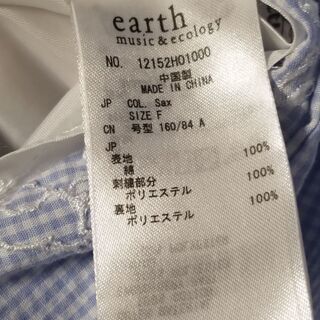 earth
music & ecology
NO. 12152H01000
中国製
MADE IN CHINA
JP COL. Sax
SIZE F
CN 号型 160/84 A
JP
表地
綿 100%
刺繍部分
ポリエステル 100%
裏地
ポリエステル 100%